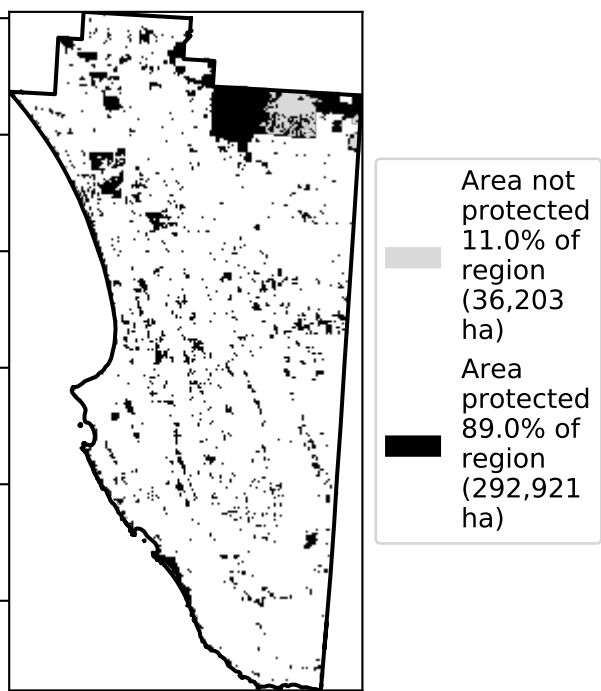 Area not
protected
11.0% of
region
(36,203
ha)
Area
protected
89.0% of
region
(292,921
ha)